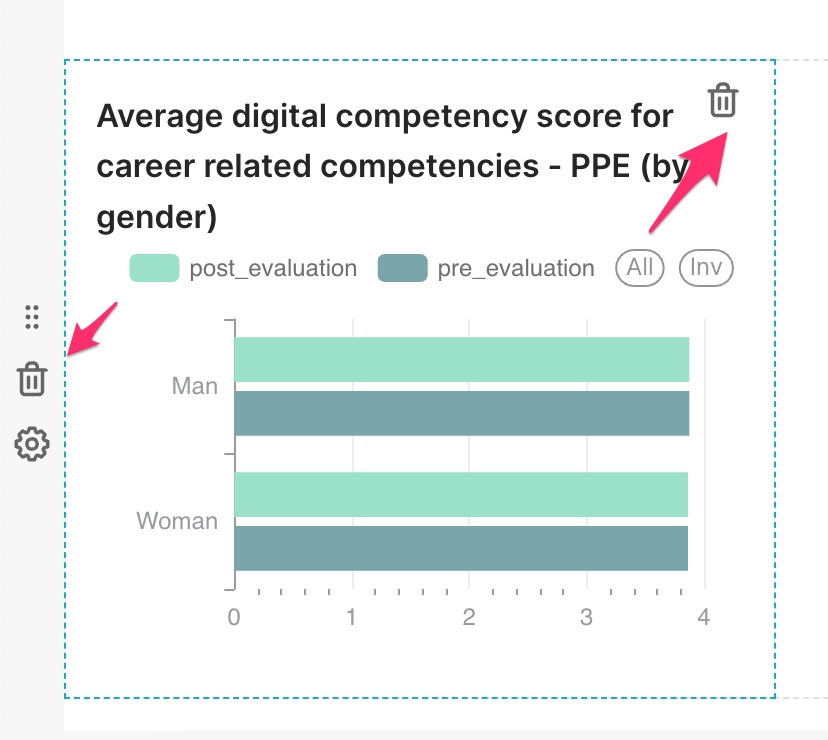 Average digital competency score for
career related competencies - PPE (by
gender)
post_evaluation pre_evaluation All Inv
Man
Woman
0 1 2 3 4